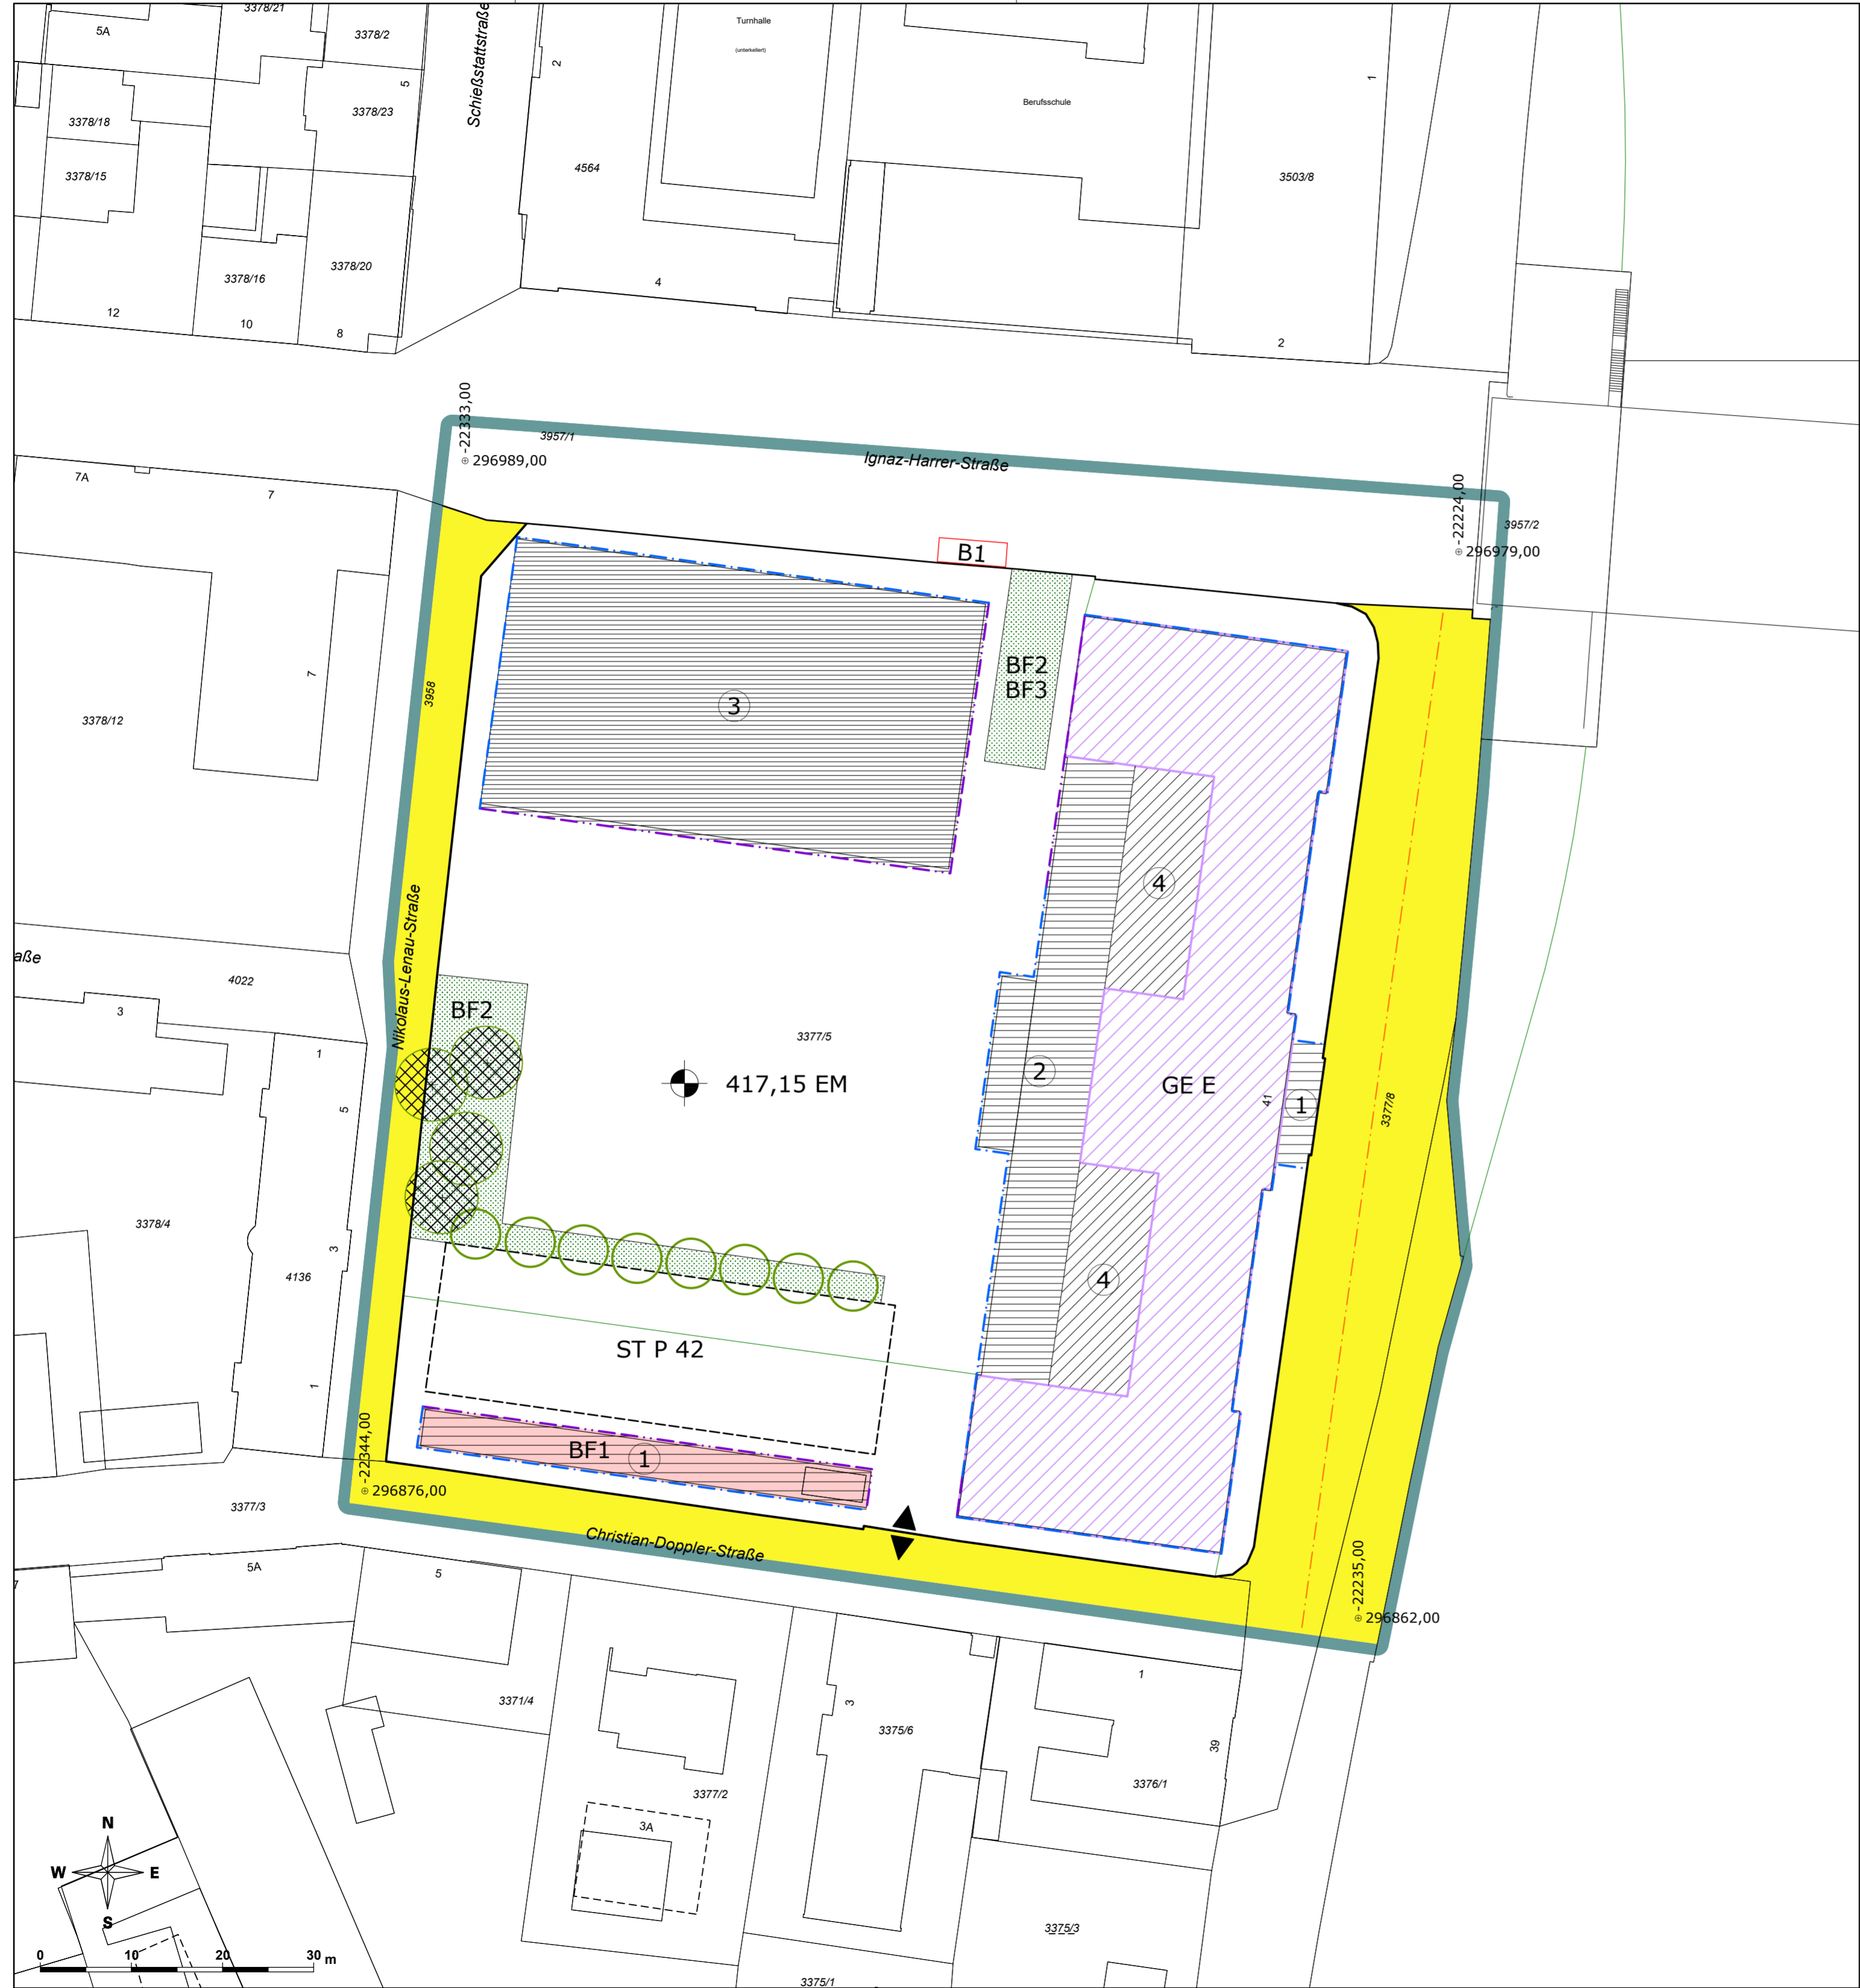 3378/21
5A
3378/2
5
Schießstattstraße
2
Turnhalle
(unterkellert)
Berufsschule
1
3378/18
3378/23
3378/15
4564
3503/8
3378/16
3378/20
4
12
10
8
2
-22333,00
296989,00
3957/1
Ignaz-Harrer-Straße
-22224,00
296979,00
3957/2
7A
7
B1
7
3378/12
3958
3
BF2
BF3
4
aße
4022
Nikolaus-Lenau-Straße
BF2
3377/5
3
1
5
417,15 EM
2
GE E
41
1
3377/8
3378/4
3
4136
4
1
ST P 42
-22344,00
296876,00
BF1
1
3377/3
Christian-Doppler-Straße
-22235,00
296862,00
7
5A
5
3371/4
3
3375/6
1
39
3377/2
3376/1
3A
N
W
E
S
3375/3
0 10 20 30 m
3375/1